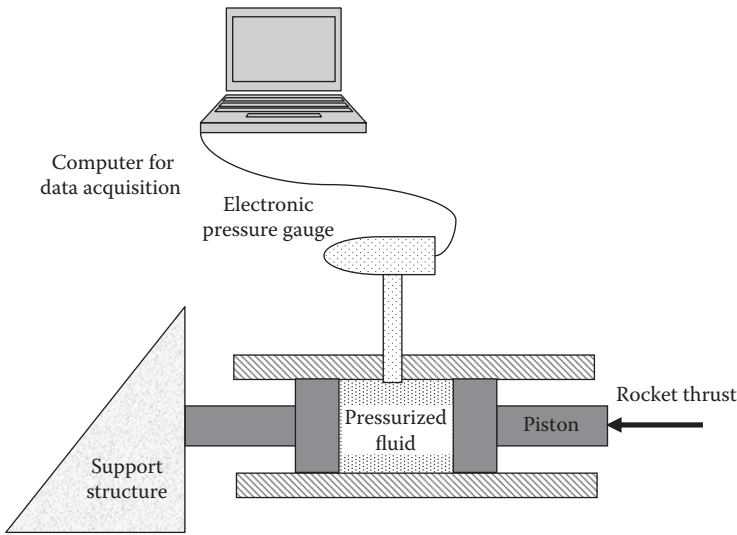 Computer for
data acquisition
Electronic
pressure gauge
Rocket thrust
Pressurized
fluid
Piston
Support
structure